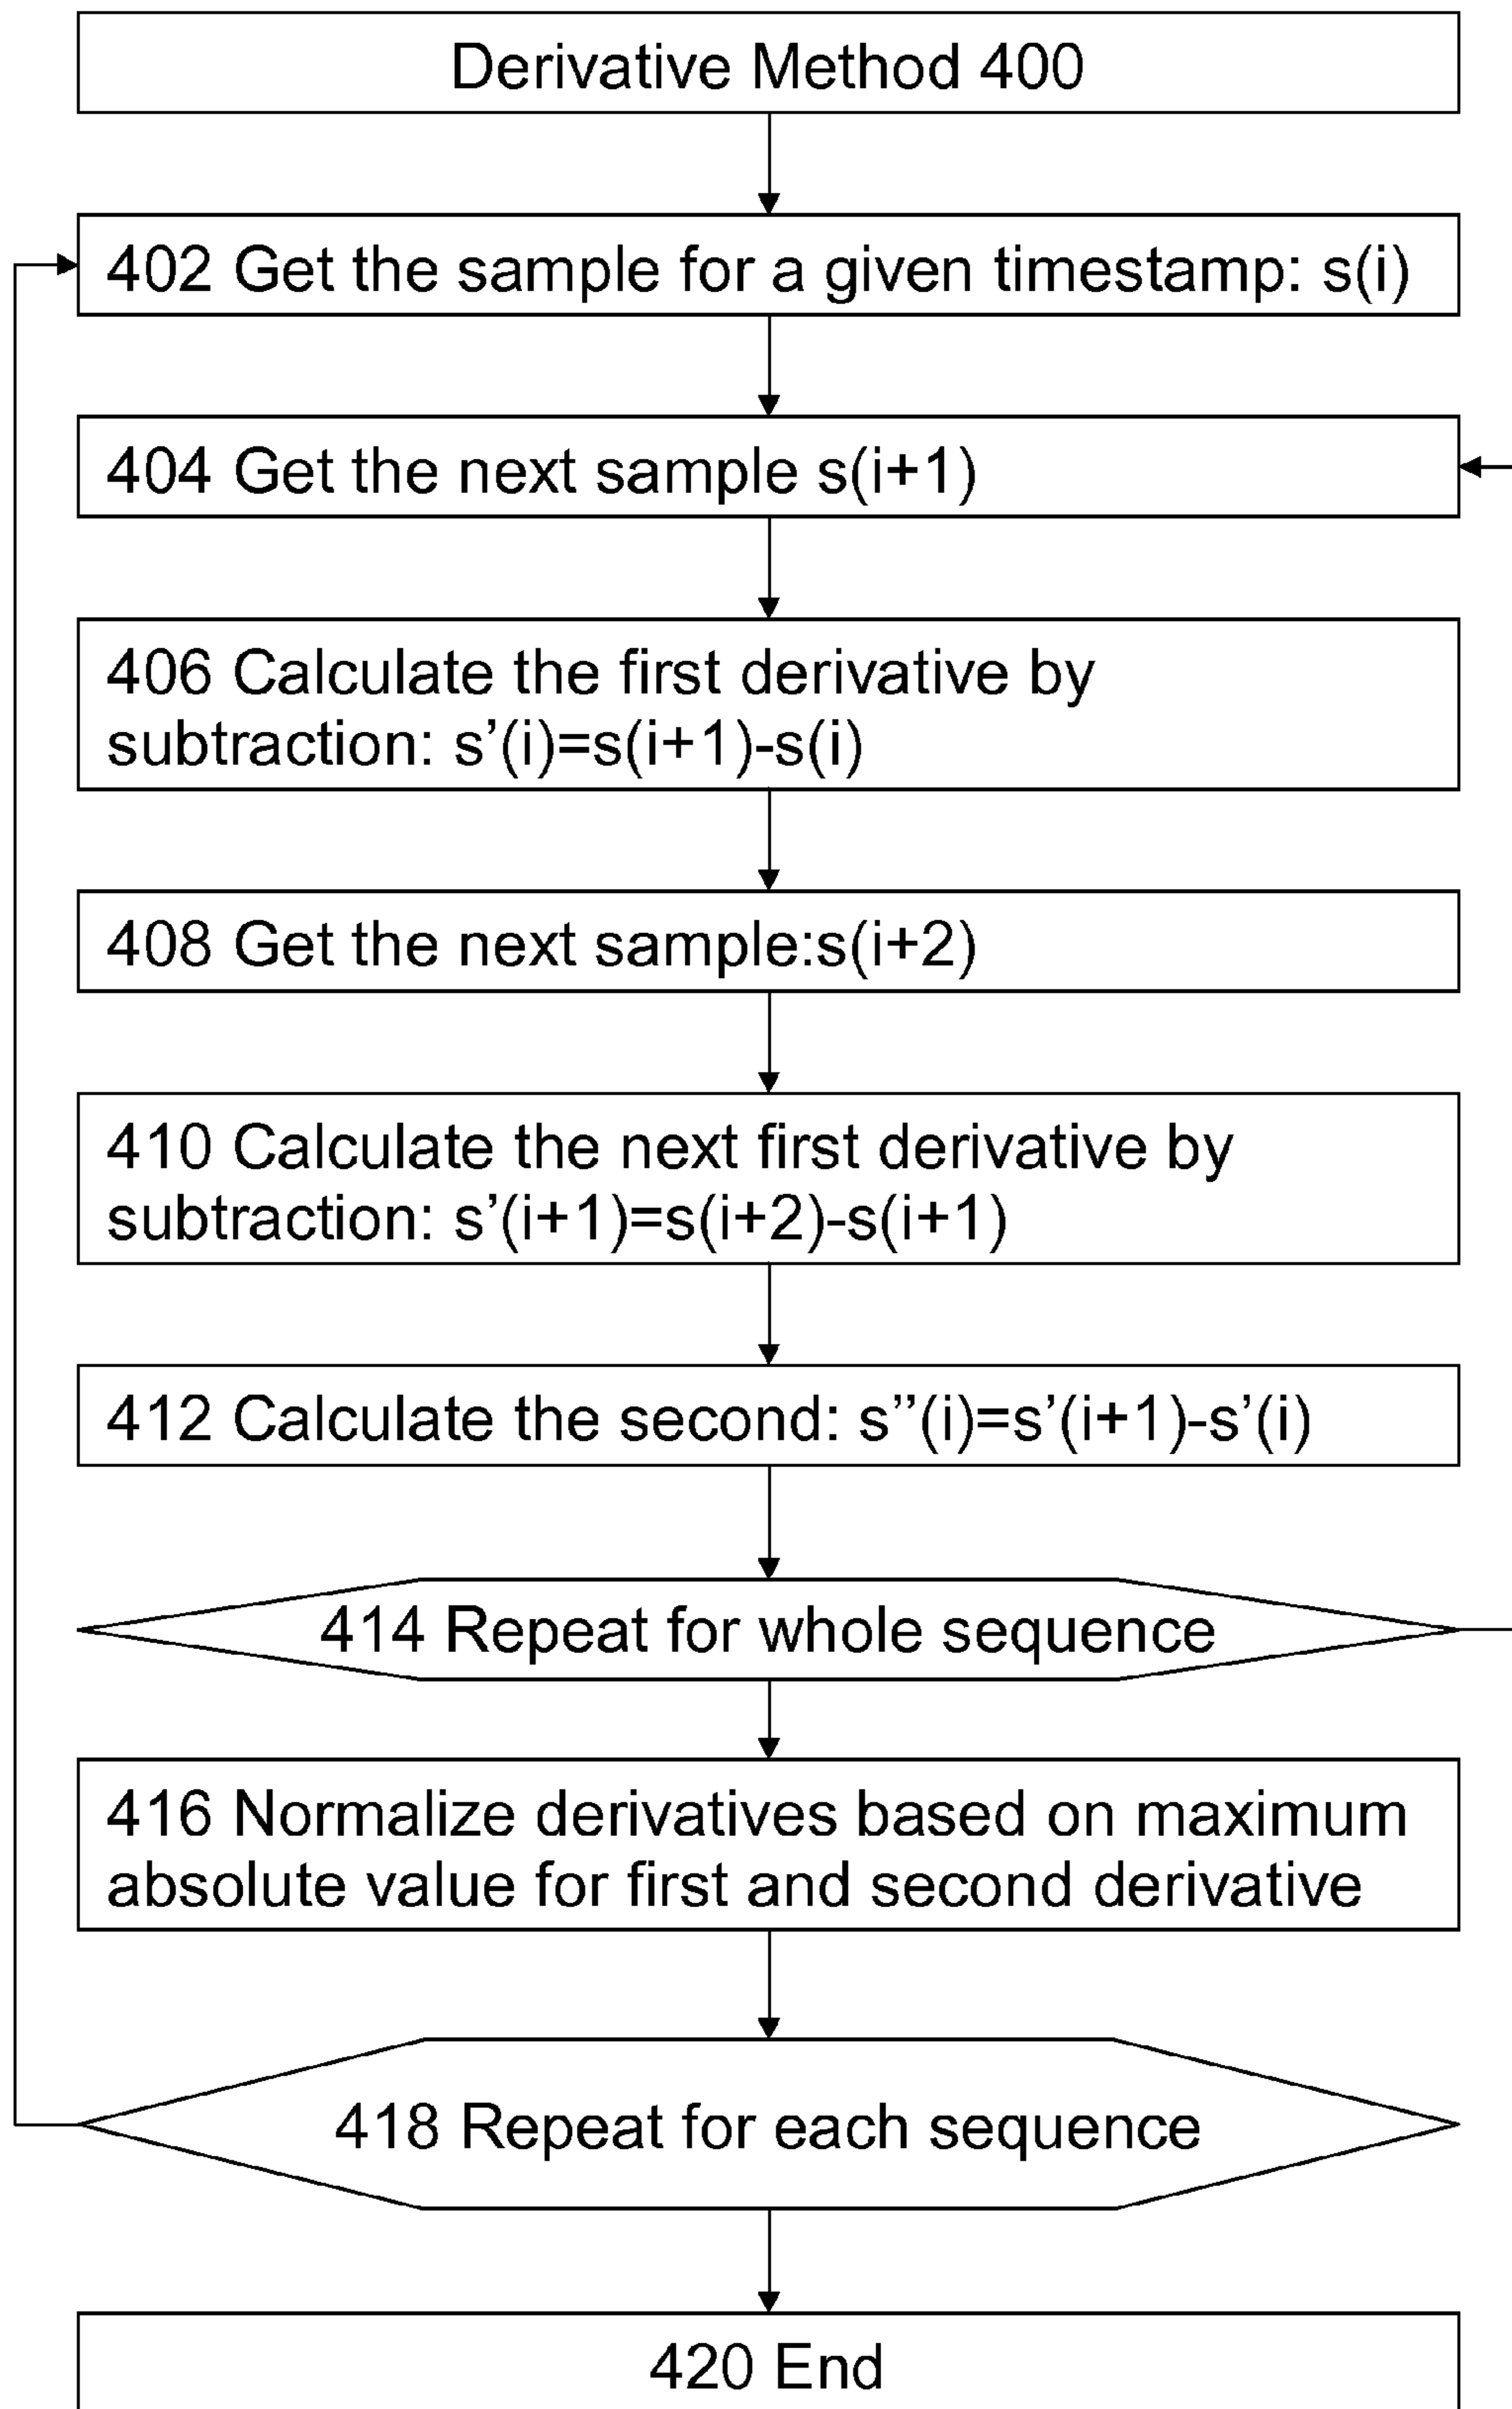 Derivative Method 400
402 Get the sample for a given timestamp: s(i)
404 Get the next sample s(i+1)
406 Calculate the first derivative by
subtraction: s’(i)=s(i+1)-s(i)
408 Get the next sample:s(i+2)
410 Calculate the next first derivative by
subtraction: s’(i+1)=s(i+2)-s(i+1)
412 Calculate the second: s’’(i)=s’(i+1)-s’(i)
414 Repeat for whole sequence
416 Normalize derivatives based on maximum
absolute value for first and second derivative
418 Repeat for each sequence
420 End